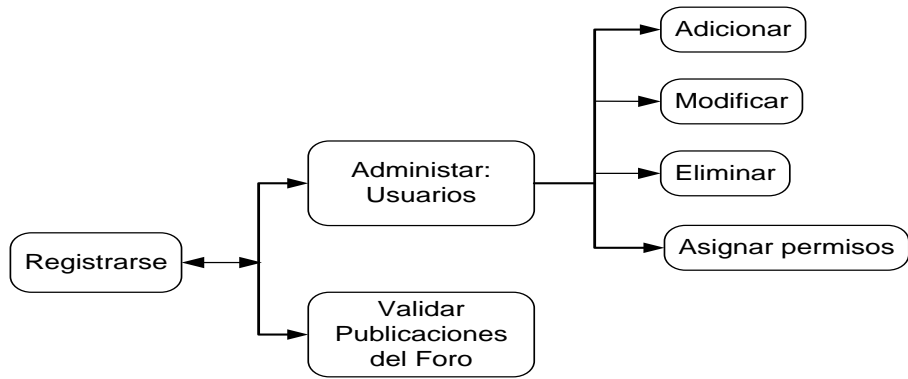 Adicionar
Modificar
Administar:
Usuarios
Eliminar
Registrarse
Asignar permisos
Validar
Publicaciones
del Foro